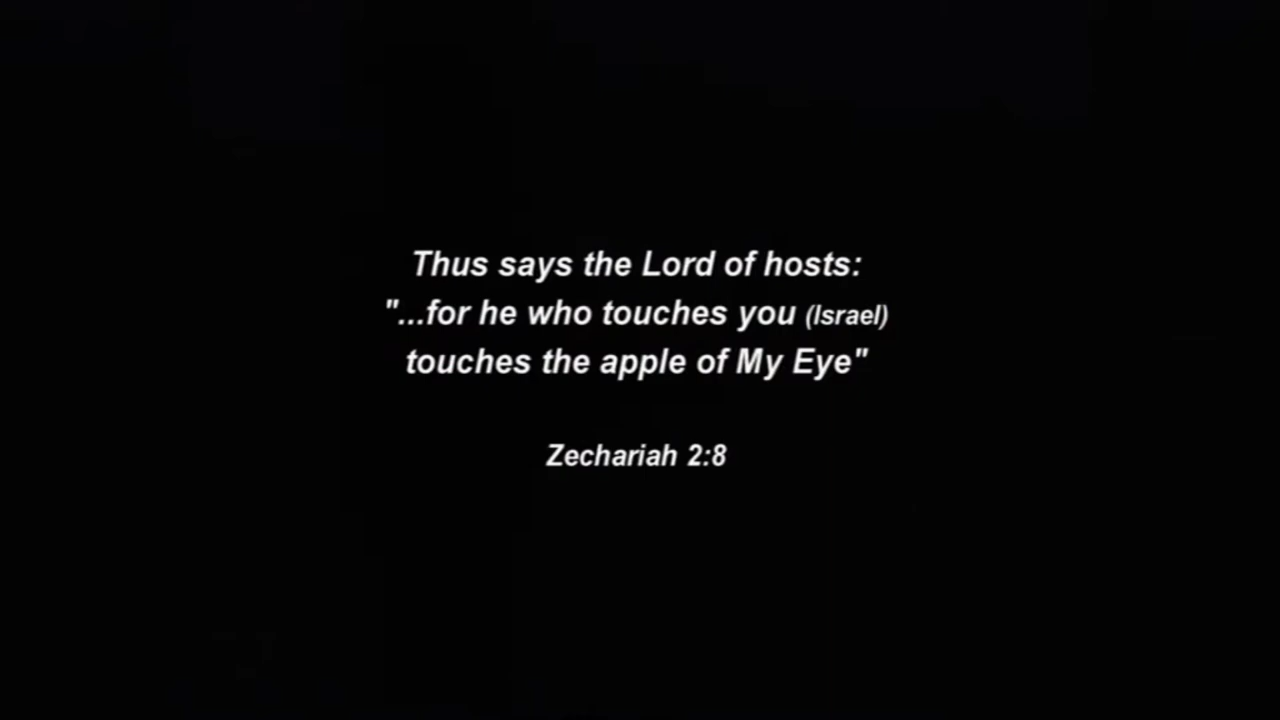 Thus says the Lord of hosts:
"...for he who touches you (Israel)
touches the apple of My Eye"
Zechariah 2:8